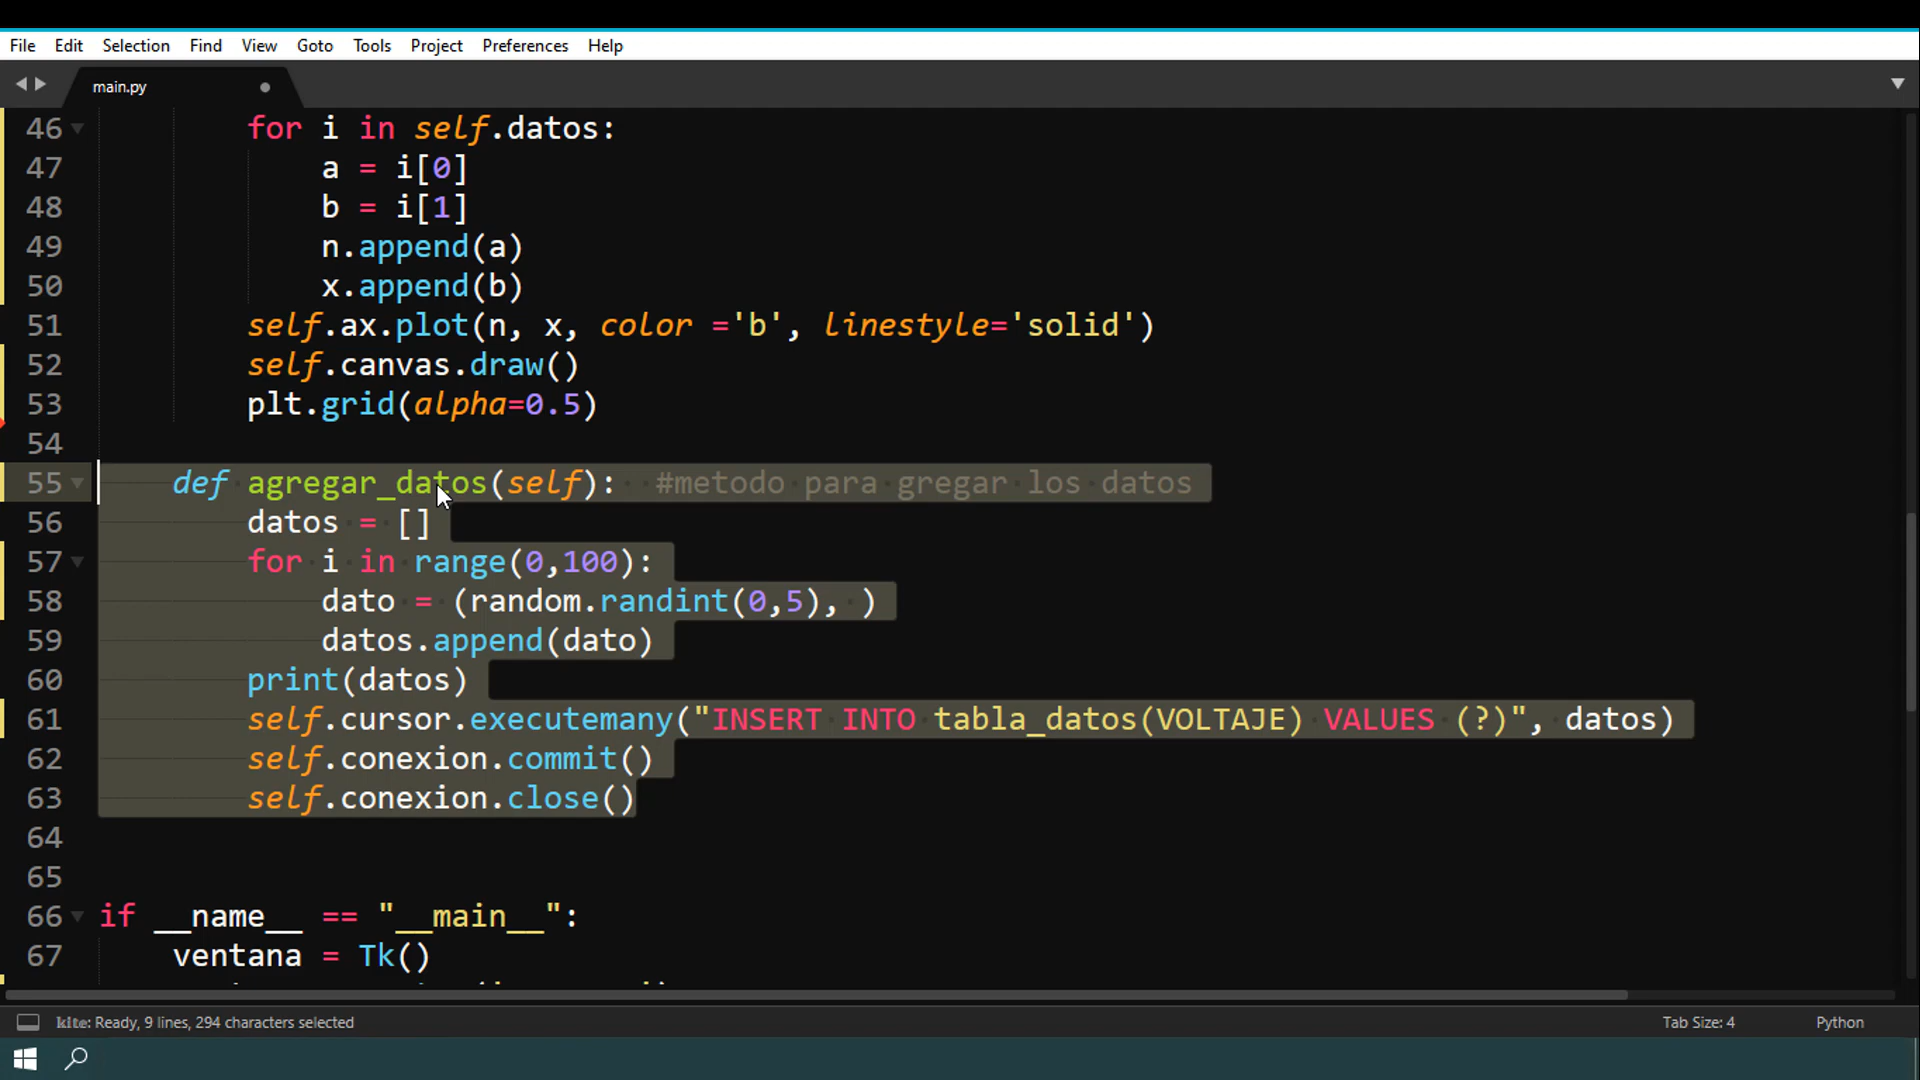 File Edit Selection Find View Goto Tools Project Preferences Help
main.py
46 for i in self.datos:
47 a = i[0]
48 b = i[1]
49 n.append(a)
50 x.append(b)
51 self.ax.plot(n, x, color ='b', linestyle='solid')
52 self.canvas.draw()
53 plt.grid(alpha=0.5)
54
55 def agregar_datos(self): #metodo para gregar los datos
56 datos = []
57 for i in range(0,100):
58 dato = (random.randint(0,5), )
59 datos.append(dato)
60 print(datos)
61 self.cursor.executemany("INSERT INTO tabla_datos(VOLTAJE) VALUES (?)", datos)
62 self.conexion.commit()
63 self.conexion.close()
64
65
66 if __name__ == "__main__":
67 ventana = Tk()
kite: Ready, 9 lines, 294 characters selected Tab Size: 4 Python